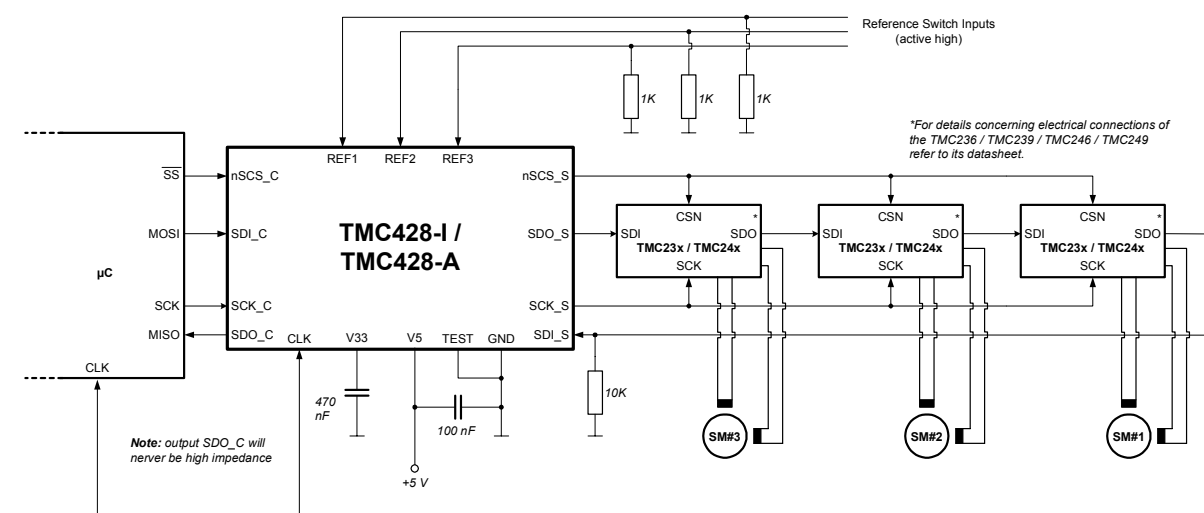 Reference Switch Inputs
(active high)
1K
1K
1K
*For details concerning electrical connections of
the TMC236 / TMC239 / TMC246 / TMC249
refer to its datasheet.
REF1
REF2
REF3
SS
nSCS_C
nSCS_S
CSN
*
CSN
*
CSN
*
MOSI
SDI_C
TMC428-I /
TMC428-A
SDO_S
SDI
SDO
TMC23x / TMC24x
SDI
SDO
TMC23x / TMC24x
SDI
SDO
TMC23x / TMC24x
µC
SCK
SCK
SCK
SCK
SCK_C
SCK_S
MISO
SDO_C
CLK
V33
V5
TEST
GND
SDI_S
CLK
470
nF
100 nF
10K
Note: output SDO_C will
nerver be high impedance
+5 V
SM#3
SM#2
SM#1